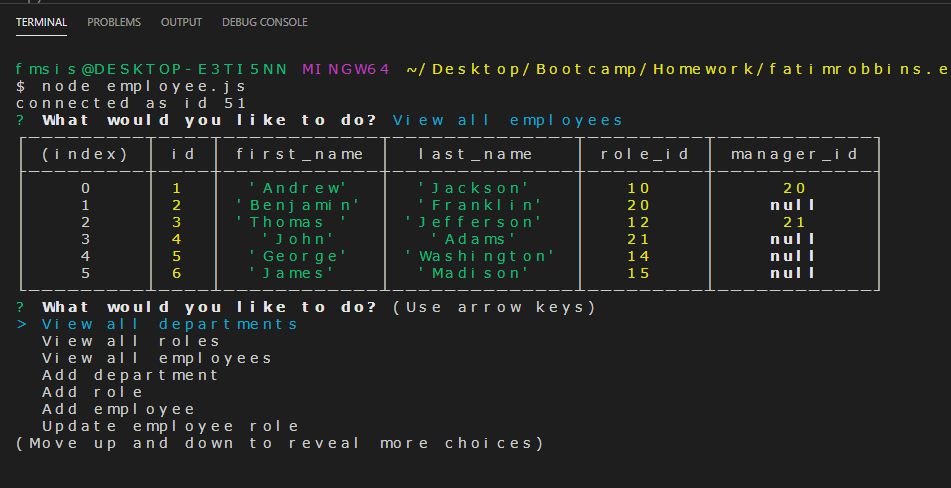 TERMINAL PROBLEMS OUTPUT DEBUG CONSOLE
fmsis@DESKTOP-E3TI5NN MINGW64 ~/Desktop/Bootcamp/Homework/fatimrobbins.e
$ node employee.js
connected as id 51
? What would you like to do? View all employees
(index) id first_name last_name role_id manager_id
0 1 'Andrew' 'Jackson' 10 20
1 2 'Benjamin' 'Franklin' 20 null
2 3 'Thomas ' 'Jefferson' 12 21
3 4 'John' 'Adams' 21 null
4 5 'George' 'Washington' 14 null
5 6 'James' 'Madison' 15 null
? What would you like to do? (Use arrow keys)
> View all departments
View all roles
View all employees
Add department
Add role
Add employee
Update employee role
(Move up and down to reveal more choices)